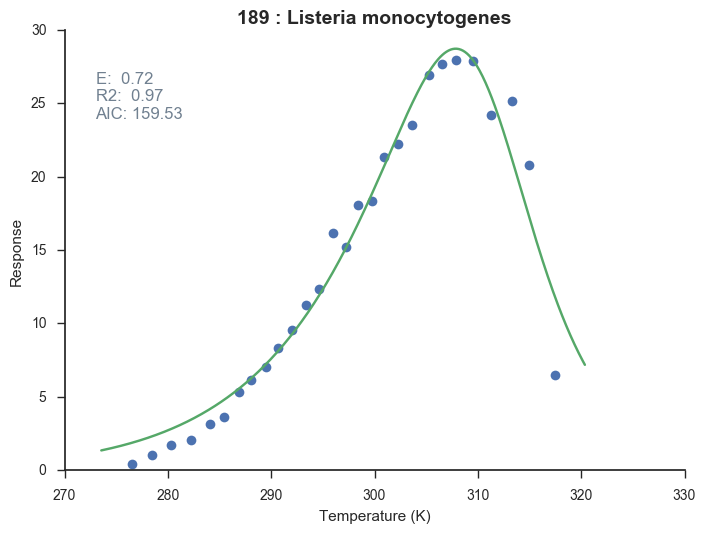 189 : Listeria monocytogenes
E: 0.72
R2: 0.97
AIC: 159.53
30
25
20
15
10
5
0
Response
270 280 290 300 310 320 330
Temperature (K)